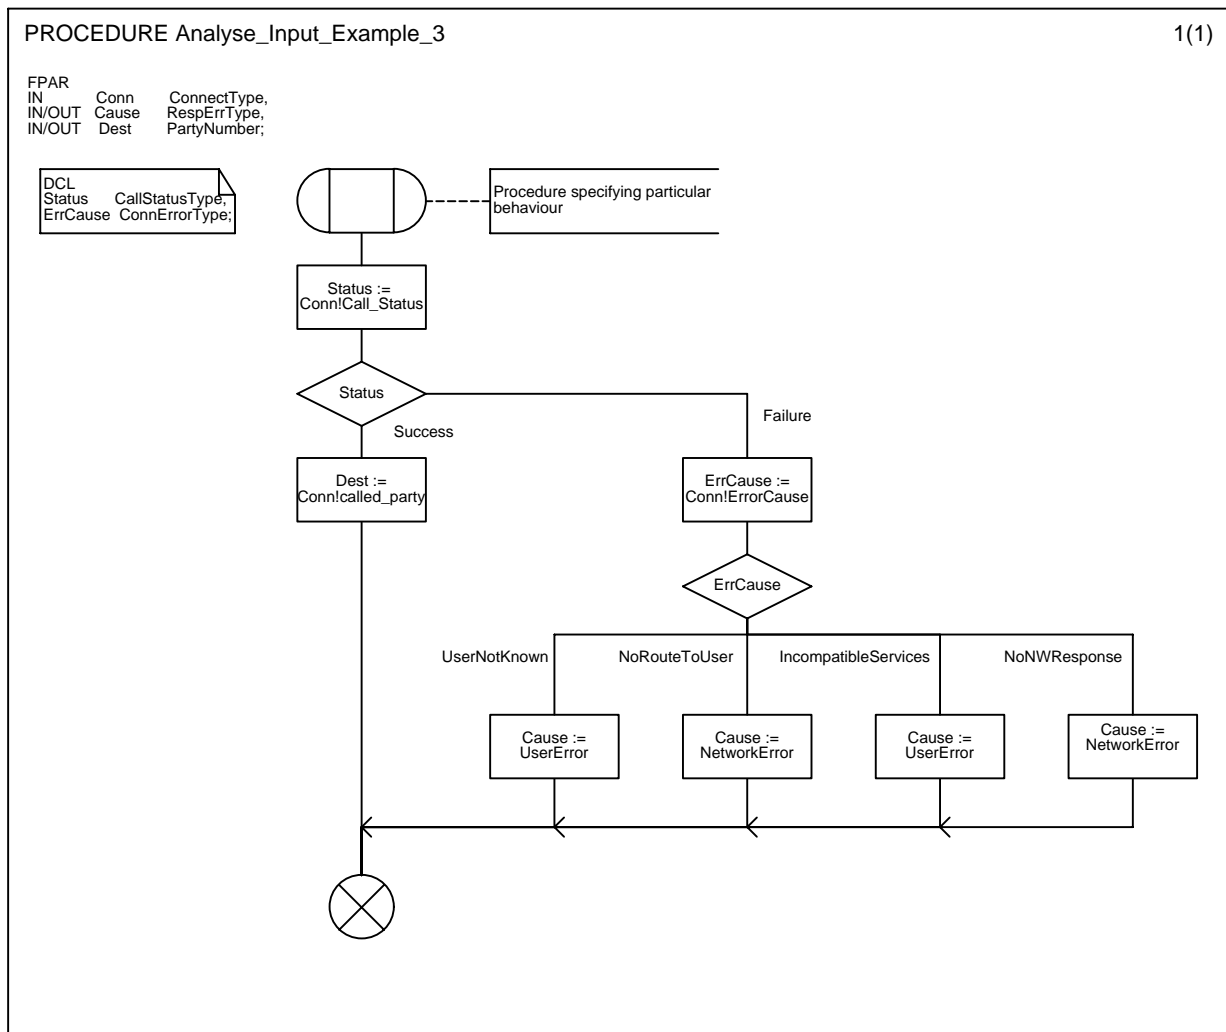 PROCEDURE Analyse_Input_Example_3
1(1)
FPAR
IN Conn ConnectType,
IN/OUT Cause RespErrType,
IN/OUT Dest PartyNumber;
DCL
Status CallStatusType,
ErrCause ConnErrorType;
Procedure specifying particular
behaviour
Status :=
Conn!Call_Status
Status
Success
Failure
Dest :=
Conn!called_party
ErrCause :=
Conn!ErrorCause
ErrCause
UserNotKnown
NoRouteToUser
IncompatibleServices
NoNWResponse
Cause :=
UserError
Cause :=
NetworkError
Cause :=
UserError
Cause :=
NetworkError